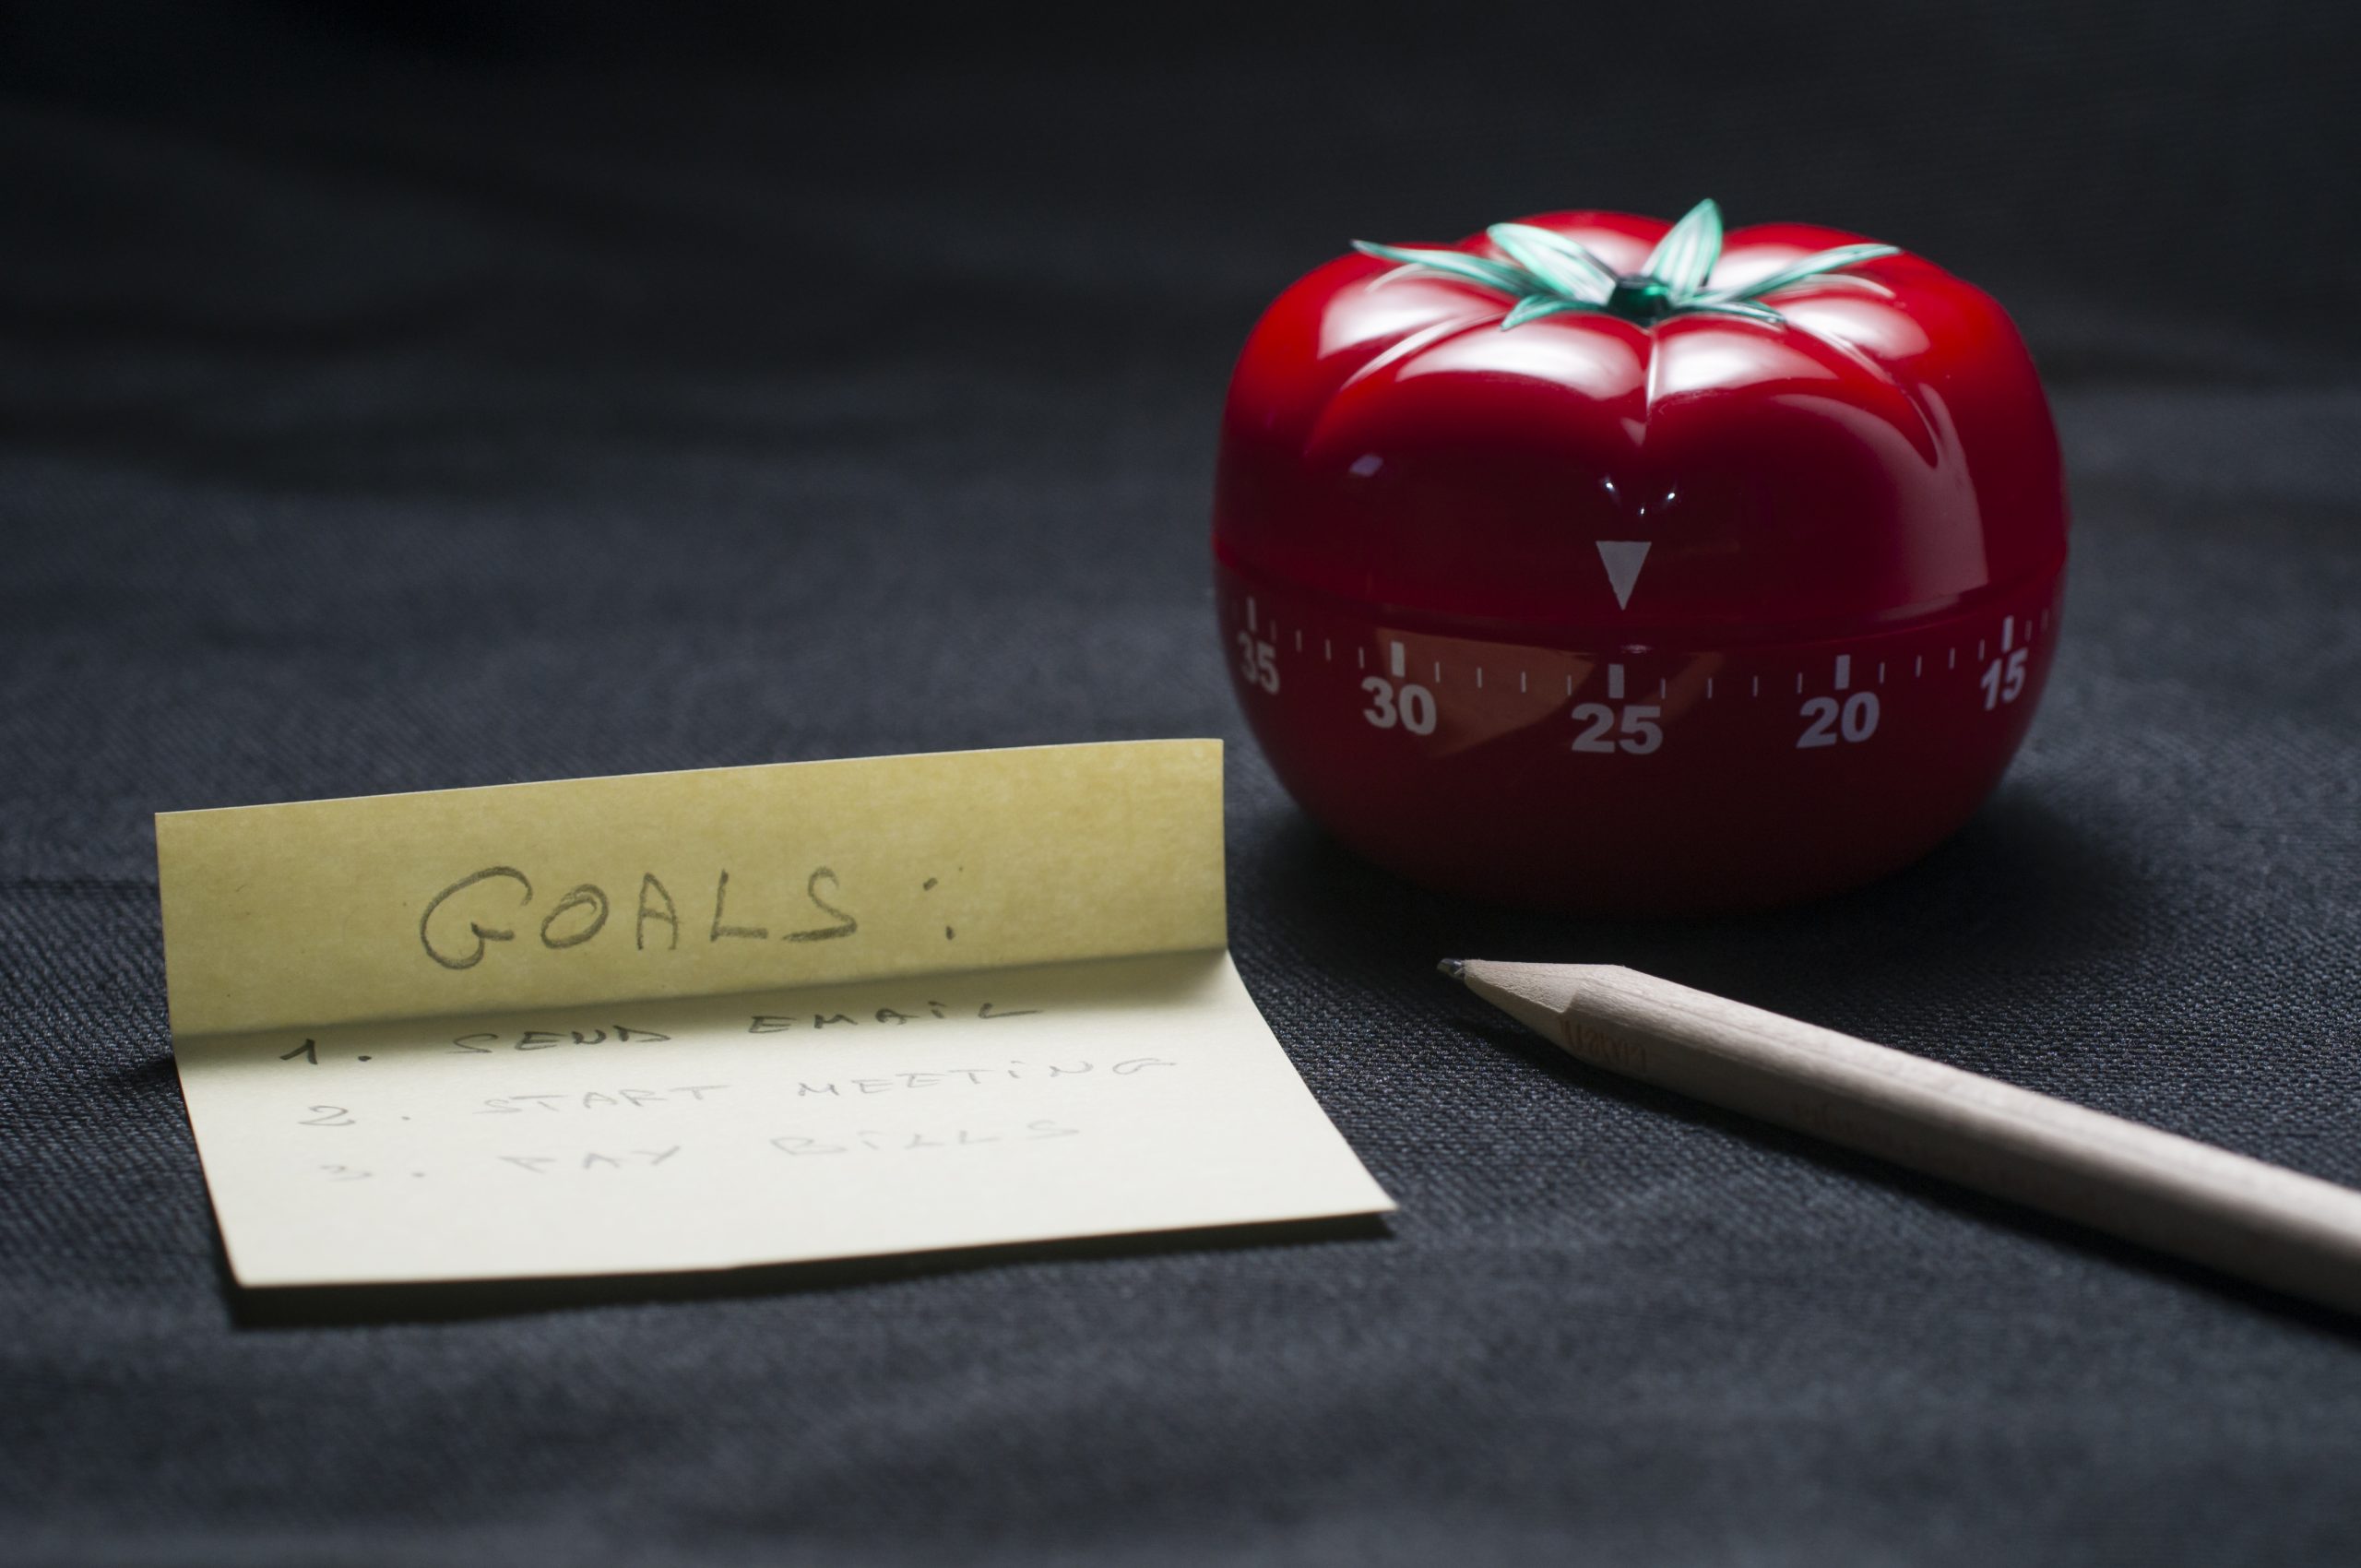 GOALS:
1. SEND EMAIL
2. START MEETING
3. PAY BILLS
35 30 25 20 15